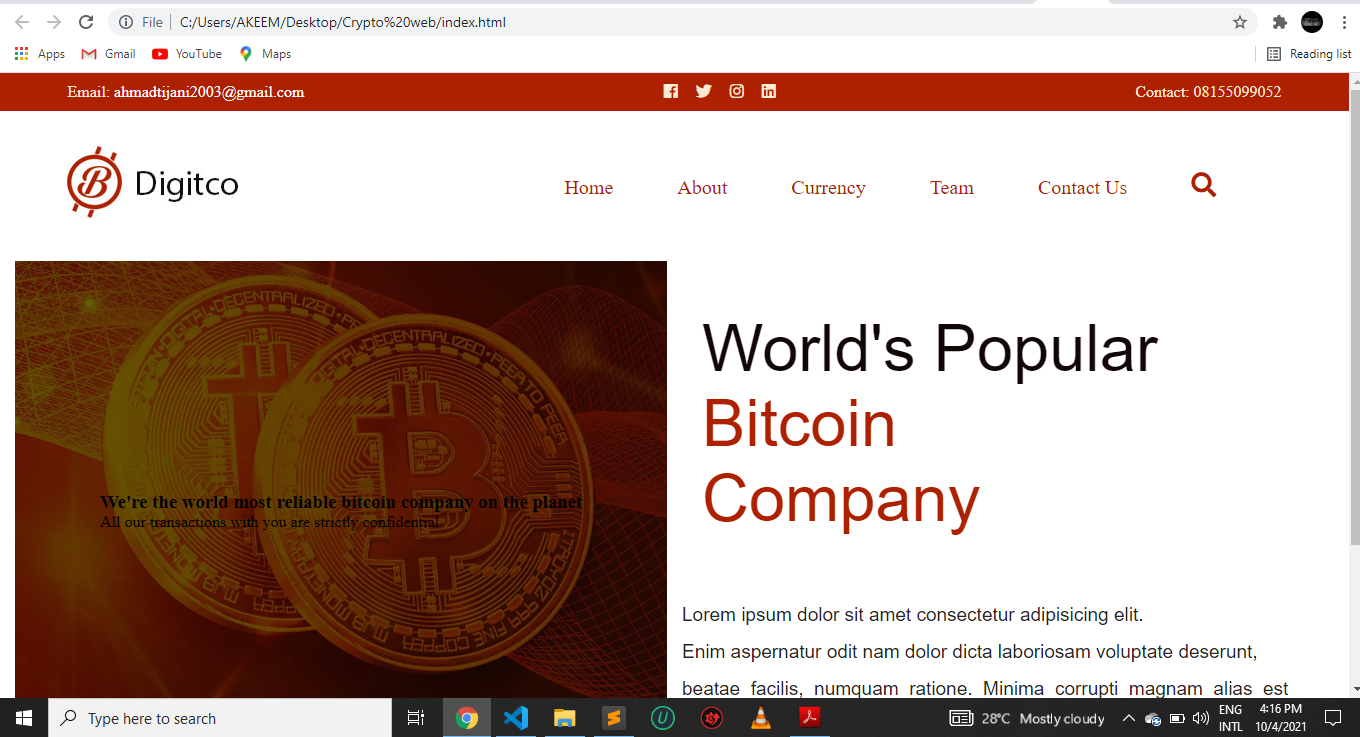 File
C:/Users/AKEEM/Desktop/Crypto%20web/index.html
Apps Gmail YouTube Maps Reading list
Email: ahmadtijani2003@gmail.com Contact: 08155099052
Digitco Home About Currency Team Contact Us
World's Popular
Bitcoin
Company
We're the world most reliable bitcoin company on the planet
All our transactions with you are strictly confidential
Lorem ipsum dolor sit amet consectetur adipisicing elit.
Enim aspernatur odit nam dolor dicta laboriosam voluptate deserunt,
beatae facilis, numquam ratione. Minima corrupti magnam alias est
Type here to search 28°C Mostly cloudy
ENG 4:16 PM
INTL 10/4/2021